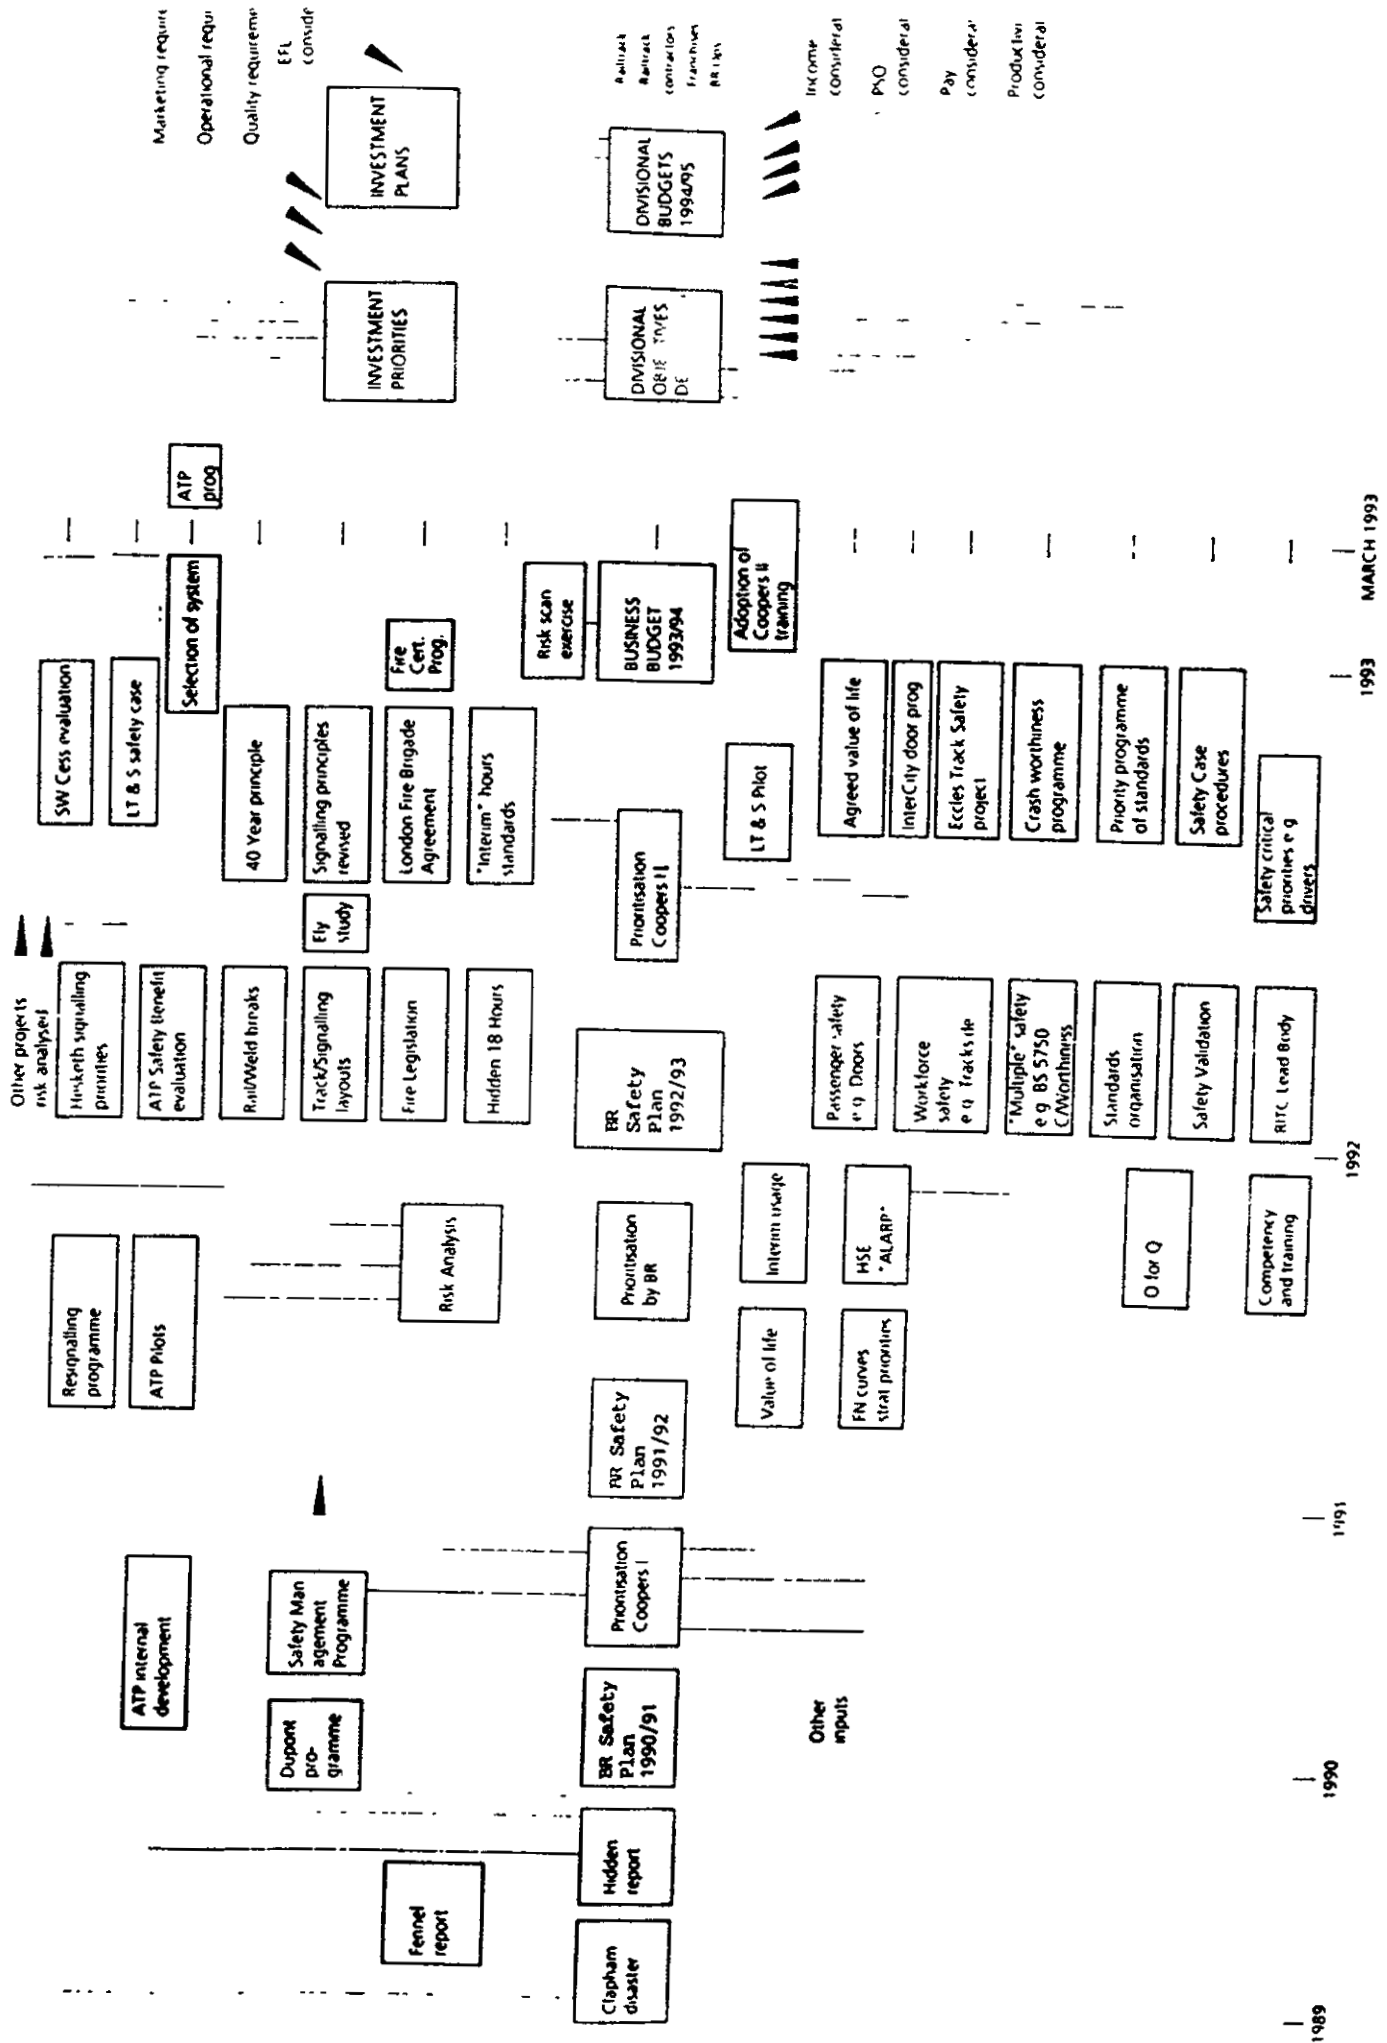 Other projects
risk analysed
Hesketh signalling
priorities
SW Cess evaluation
LT & S safety case
Resignalling
programme
ATP Pilots
ATP internal
development
ATP Safety Benefit
evaluation
Selection of system
ATP
prog
Marketing
Operational
Quality
EFL
Rail/Weld breaks
40 Year principle
Dupont
pro-
gramme
Safety Man
agement
Programme
Track/Signalling
layouts
Ely
study
Signalling principles
revised
INVESTMENT
PRIORITIES
INVESTMENT
PLANS
Fennel
report
Risk Analysis
Fire Legislation
London Fire Brigade
Agreement
Fire
Cert.
Prog.
Hidden 18 Hours
"Interim" hours
standards
Risk scan
exercise
Clapham
disaster
Hidden
report
BR Safety
Plan
1990/91
Prioritisation
Coopers I
BR Safety
Plan
1991/92
Prioritisation
by BR
BR
Safety
Plan
1992/93
Prioritisation
Coopers II
BUSINESS
BUDGET
1993/94
DIVISIONAL
DIVISIONAL
BUDGETS
1994/95
Railtrack
Railtrack
contractors
Franchises
Value of life
Interim usage
LT & S Pilot
Adoption of
Coopers II
training
Other
inputs
FN curves
strat priorities
HSE
"ALARP"
Passenger safety
e g Doors
Agreed value of life
Income
PSO
Pay
Workforce
safety
InterCity door prog
Eccles Track Safety
project
"Multiple" safety
e g BS 5750
C/Worthiness
Crash worthiness
programme
O for Q
Standards
organisation
Priority programme
of standards
Safety Validation
Safety Case
procedures
Competency
and training
RITC Lead Body
Safety critical
priorities e g
drivers
1989
1990
1991
1992
1993
MARCH 1993